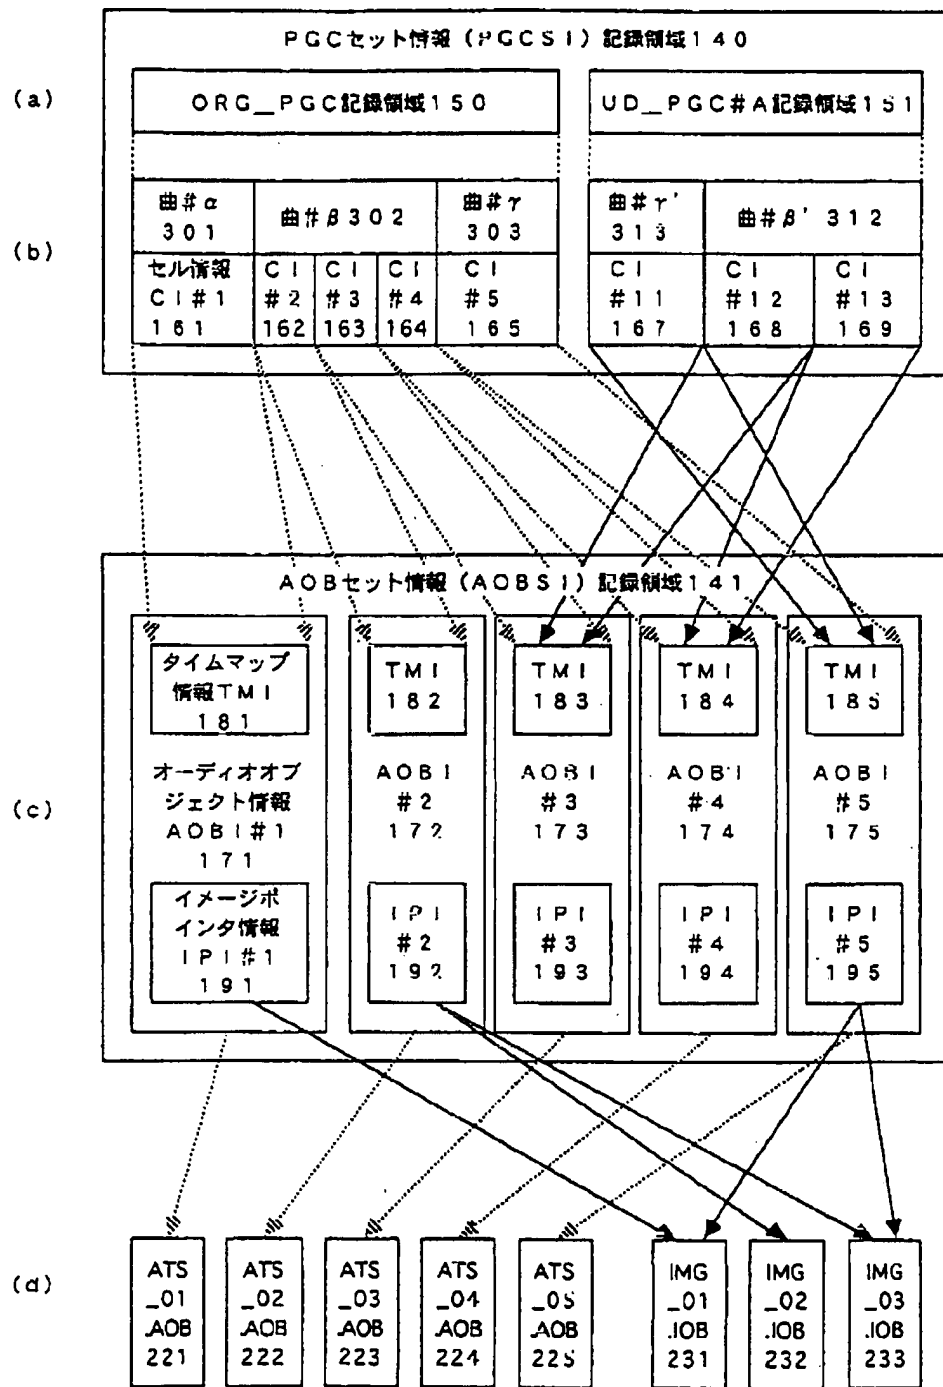 PGCセット情報(PGCSI)記録領域140
(a)
ORG_PGC記録領域150
UD_PGC#A記録領域151
(b)
曲#α
301
曲#β302
曲#γ
303
曲#γ'
313
曲#β'312
セル情報
CI#1
161
CI
#2
162
CI
#3
163
CI
#4
164
CI
#5
165
CI
#11
167
CI
#12
168
CI
#13
169
AOBセット情報(AOBSI)記録領域141
(c)
タイムマップ
情報TMI
181
TMI
182
TMI
183
TMI
184
TMI
185
オーディオオブ
ジェクト情報
AOBI#1
171
AOBI
#2
172
AOBI
#3
173
AOBI
#4
174
AOBI
#5
175
イメージポ
インタ情報
IPI#1
191
IPI
#2
192
IPI
#3
193
IPI
#4
194
IPI
#5
195
(d)
ATS
_01
.AOB
221
ATS
_02
.AOB
222
ATS
_03
.AOB
223
ATS
_04
.AOB
224
ATS
_05
.AOB
225
IMG
_01
.IOB
231
IMG
_02
.IOB
232
IMG
_03
.IOB
233